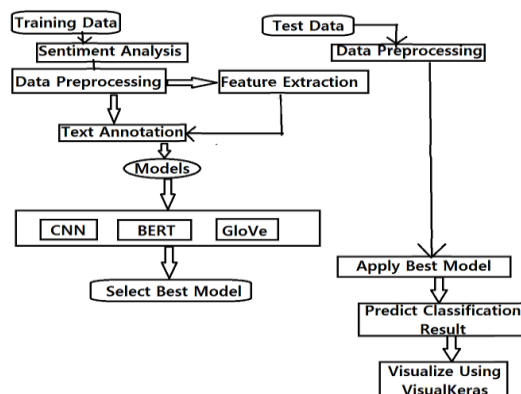 Training Data
Sentiment Analysis
Data Preprocessing
Feature Extraction
Text Annotation
Models
CNN
BERT
GloVe
Select Best Model
Test Data
Data Preprocessing
Apply Best Model
Predict Classification
Result
Visualize Using
VisualKeras